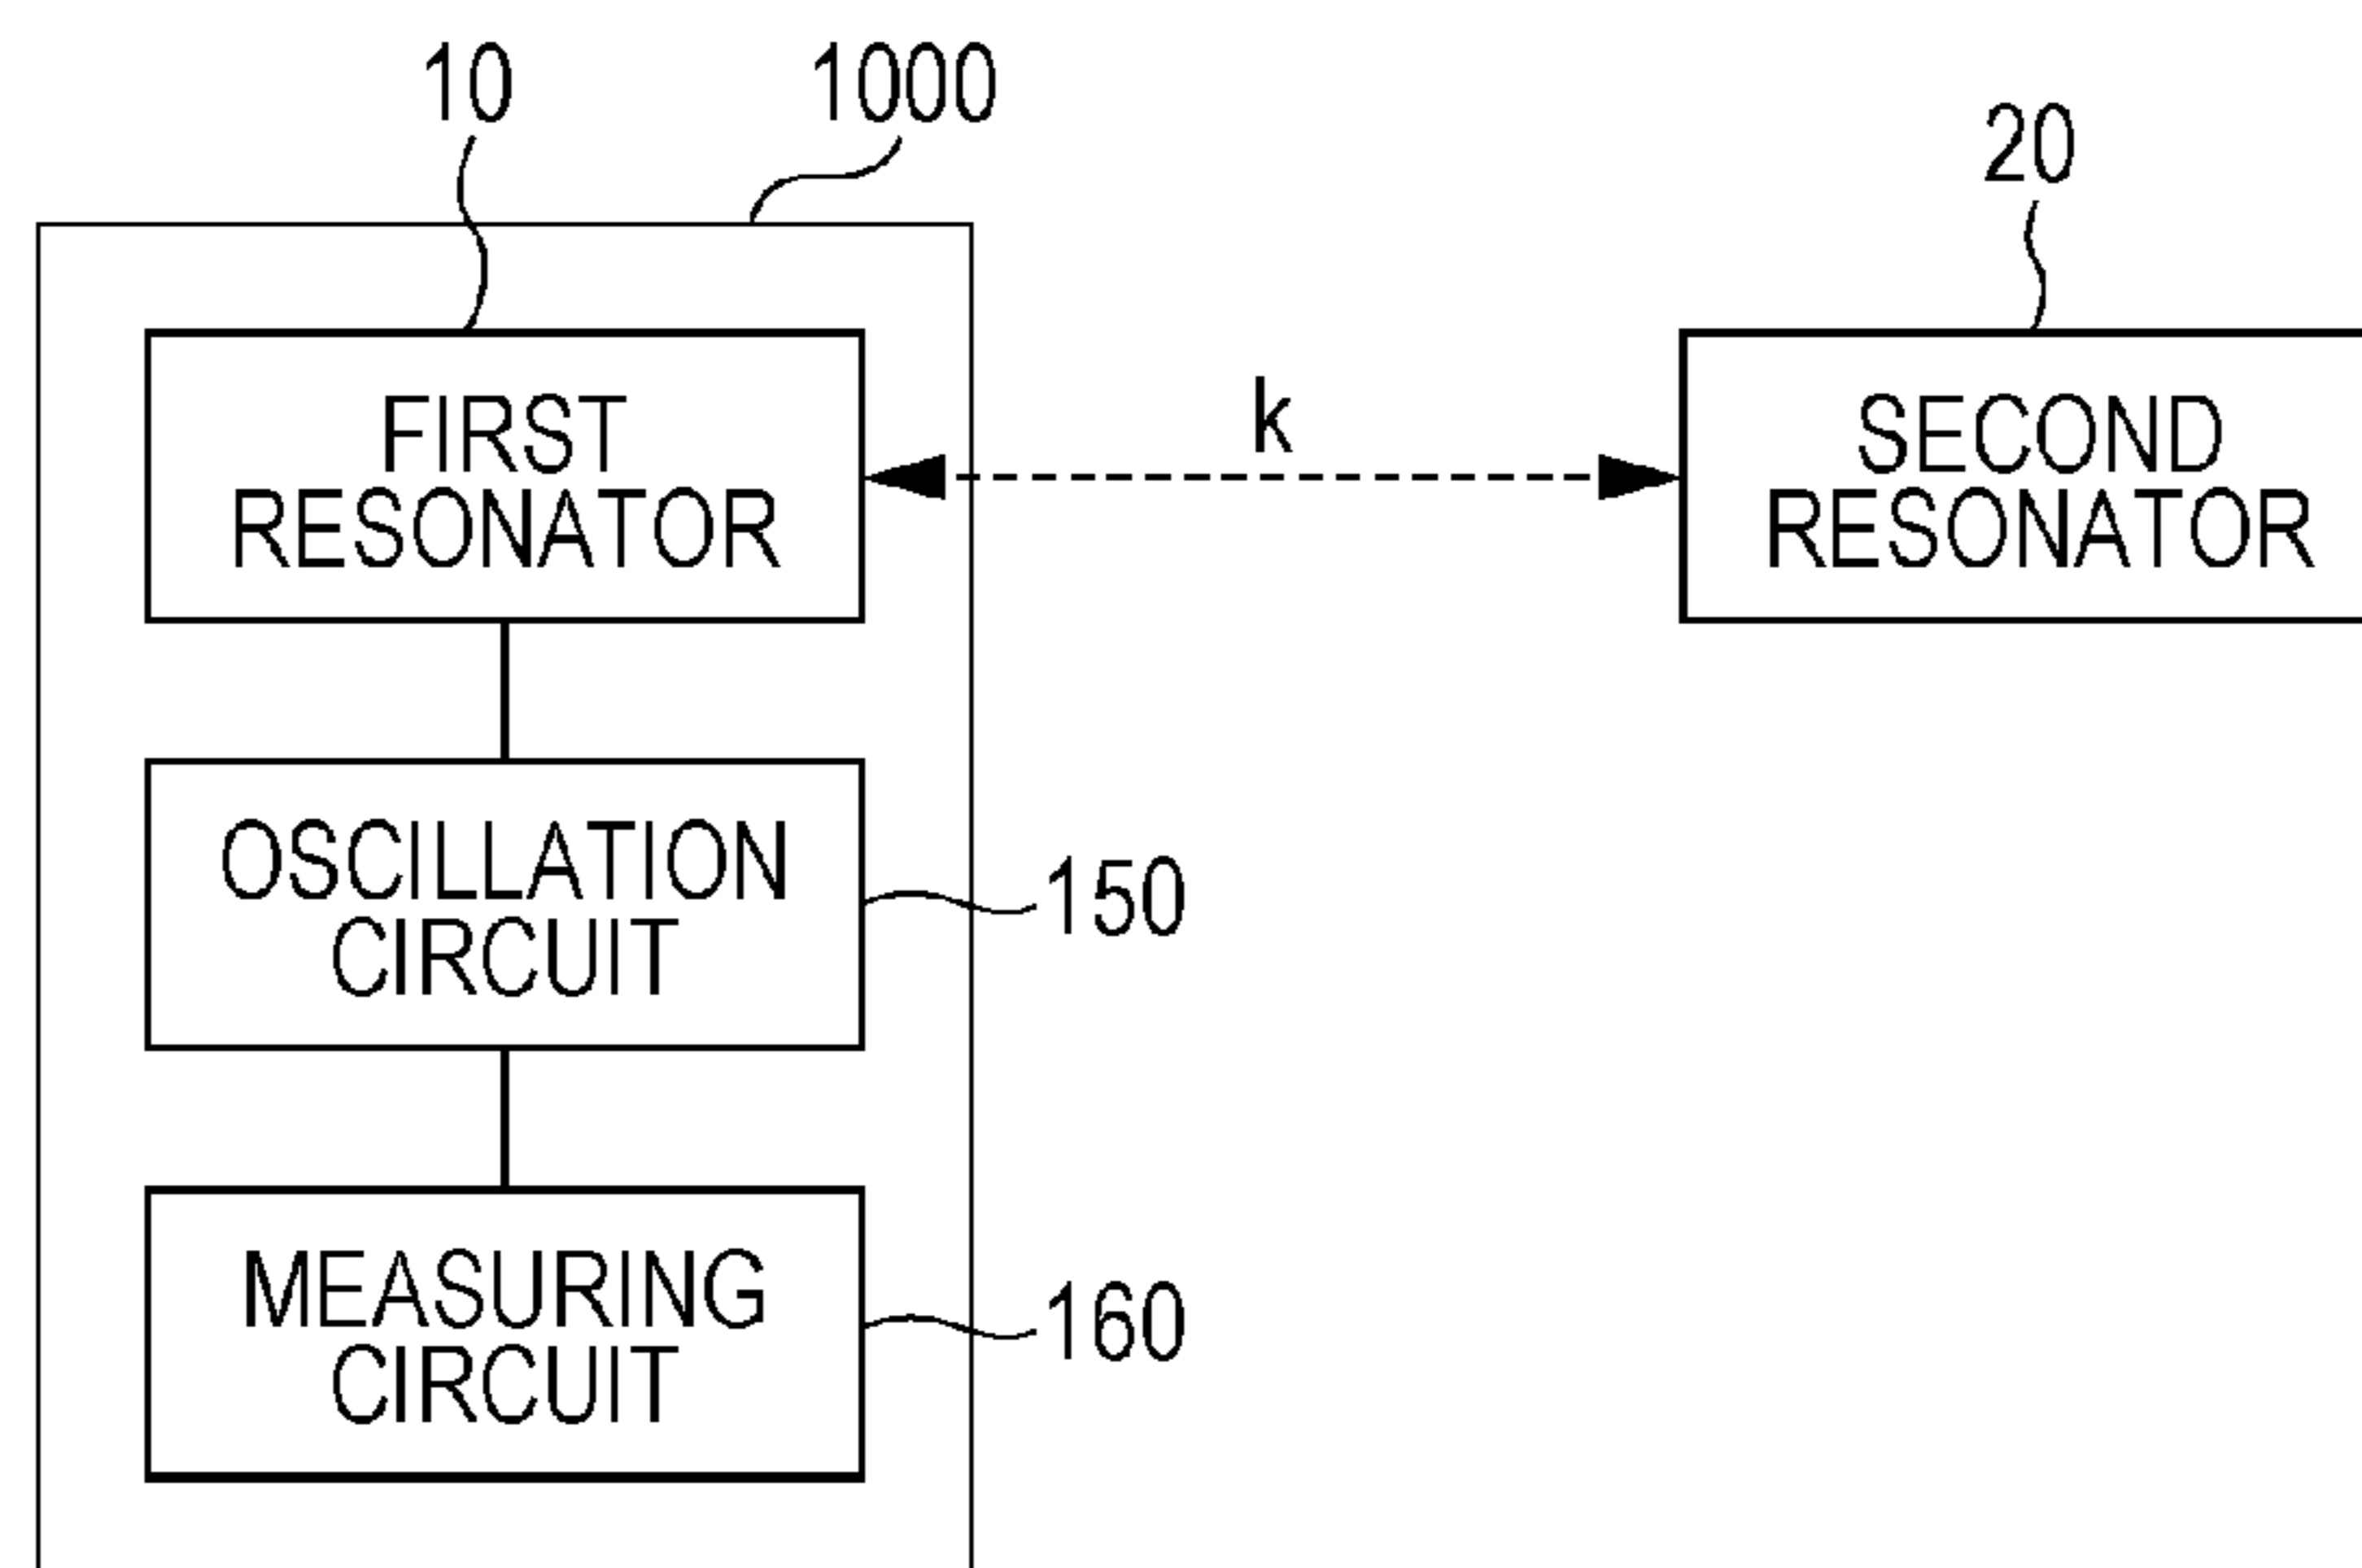 10
1000
20
FIRST
RESONATOR
k
SECOND
RESONATOR
OSCILLATION
CIRCUIT
150
MEASURING
CIRCUIT
160